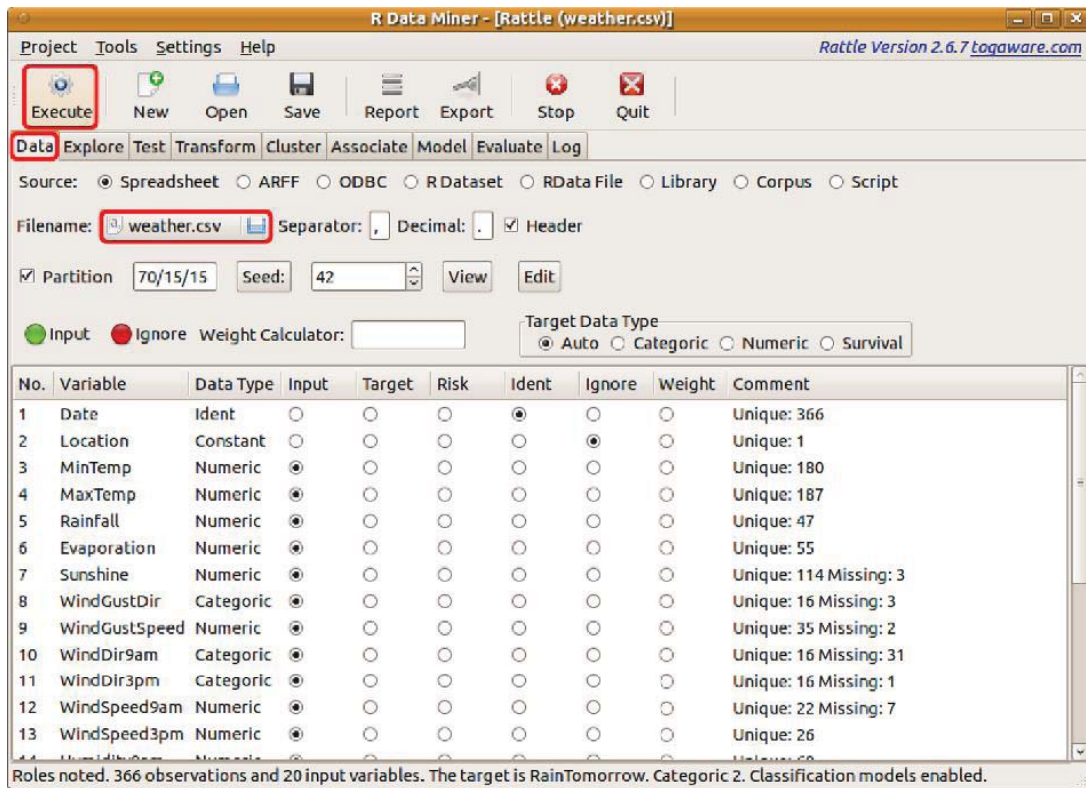 R Data Miner - [Rattle (weather.csv)]
Project Tools Settings Help Rattle Version 2.6.7 togaware.com
Execute New Open Save Report Export Stop Quit
Data Explore Test Transform Cluster Associate Model Evaluate Log
Source: Spreadsheet ARFF ODBC R Dataset RData File Library Corpus Script
Filename: weather.csv Separator: , Decimal: . Header
Partition 70/15/15 Seed: 42 View Edit
Target Data Type
Input Ignore Weight Calculator: Auto Categoric Numeric Survival
No. Variable Data Type Input Target Risk Ident Ignore Weight Comment
1 Date Ident Unique: 366
2 Location Constant Unique: 1
3 MinTemp Numeric Unique: 180
4 MaxTemp Numeric Unique: 187
5 Rainfall Numeric Unique: 47
6 Evaporation Numeric Unique: 55
7 Sunshine Numeric Unique: 114 Missing: 3
8 WindGustDir Categoric Unique: 16 Missing: 3
9 WindGustSpeed Numeric Unique: 35 Missing: 2
10 WindDir9am Categoric Unique: 16 Missing: 31
11 WindDir3pm Categoric Unique: 16 Missing: 1
12 WindSpeed9am Numeric Unique: 22 Missing: 7
13 WindSpeed3pm Numeric Unique: 26
Roles noted. 366 observations and 20 input variables. The target is RainTomorrow. Categoric 2. Classification models enabled.